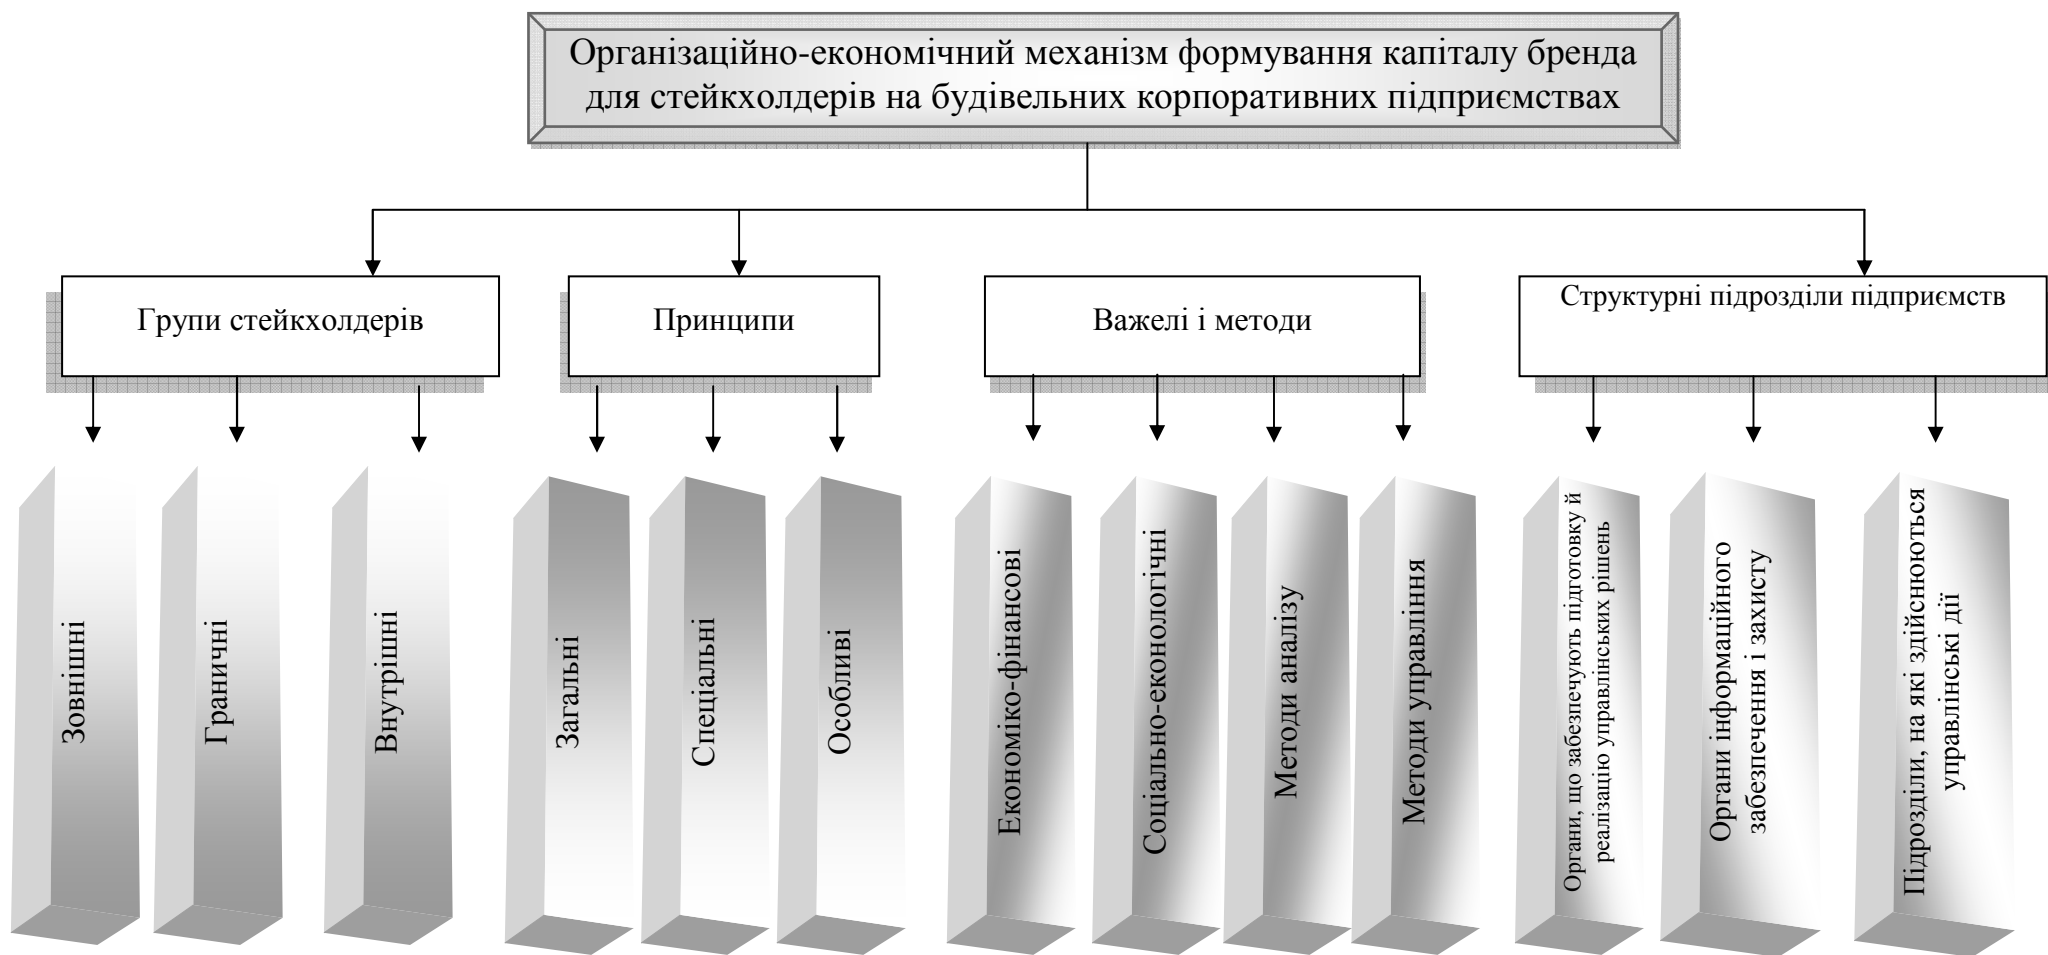 Організаційно-економічний механізм формування капіталу бренда
для стейкхолдерів на будівельних корпоративних підприємствах
Групи стейкхолдерів
Принципи
Важелі і методи
Структурні підрозділи підприємств
Зовнішні
Граничні
Внутрішні
Загальні
Спеціальні
Особливі
Економіко-фінансові
Соціально-економлогічні
Методи аналізу
Методи управління
Органи, що забезпечують підготовку й
реалізацію управлінських рішень
Органи інформаційного
забезпечення і захисту
Підрозділи, на які здійснюються
управлінські дії